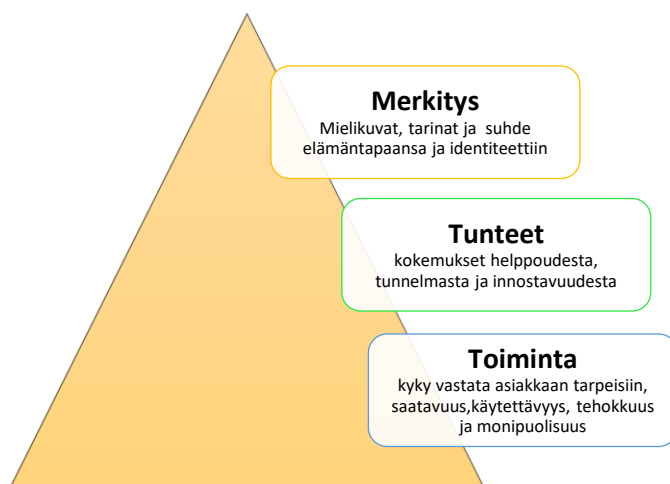 Merkitys
Mielikuvat, tarinat ja suhde
elämäntapaansa ja identiteettiin
Tunteet
kokemukset helppoudesta,
tunnelmasta ja innostavuudesta
Toiminta
kyky vastata asiakkaan tarpeisiin,
saatavuus,käytettävyys, tehokkuus
ja monipuolisuus